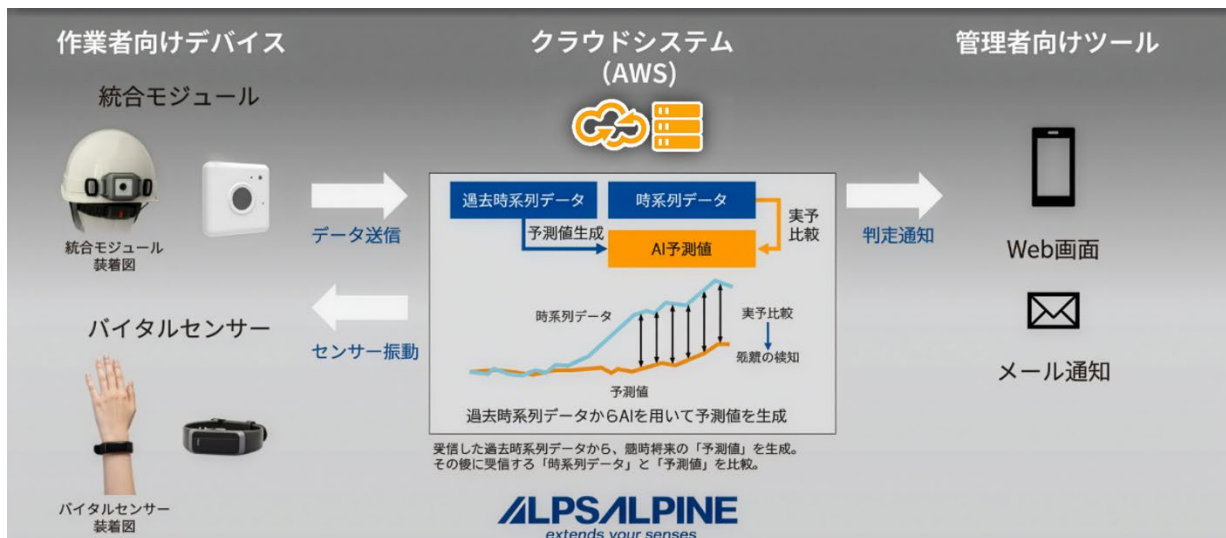 作業者向けデバイス
統合モジュール
統合モジュール
装着図
バイタルセンサー
バイタルセンサー
装着図
データ送信
センサー振動
クラウドシステム
(AWS)
過去時系列データ
時系列データ
予測値生成
AI予測値
実予
比較
時系列データ
実予比較
の検知
予測値
過去時系列データからAIを用いて予測値を生成
受信した過去時系列データから、随時将来の「予測値」を生成。
その後に受信する「時系列データ」と「予測値」を比較。
ALPSALPINE
extends your senses
判走通知
管理者向けツール
Web画面
メール通知